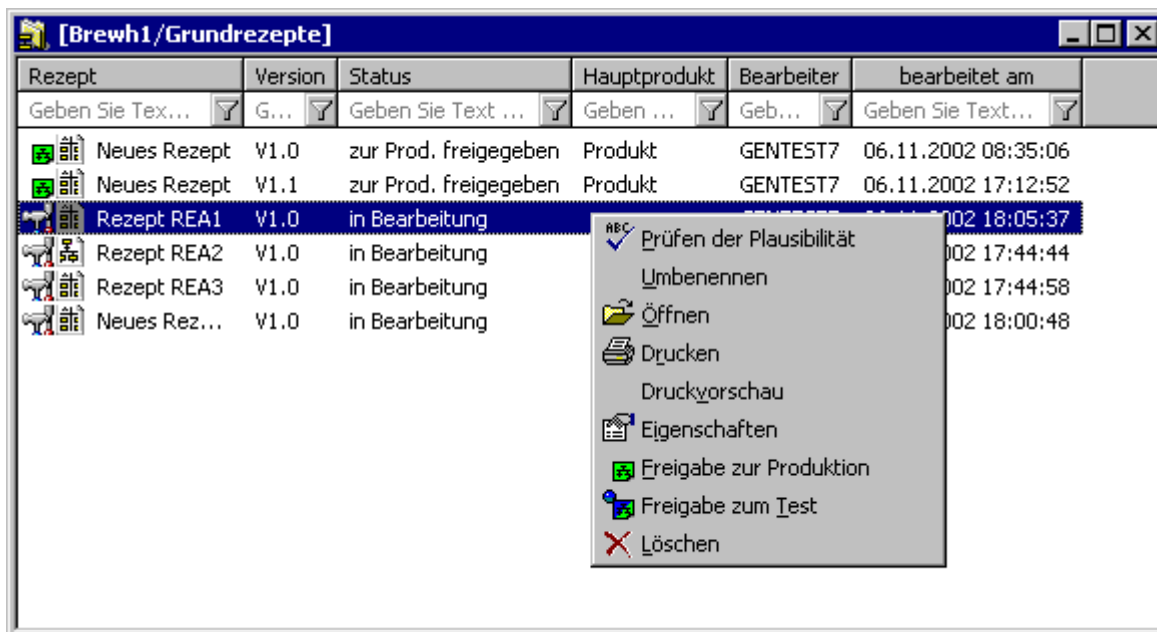 [Brewh1/Grundrezepte]
Rezept Version Status Hauptprodukt Bearbeiter bearbeitet am
Geben Sie Tex... G... Geben Sie Text ... Geben ... Geb... Geben Sie Text...
Neues Rezept V1.0 zur Prod. freigegeben Produkt GENTEST7 06.11.2002 08:35:06
Neues Rezept V1.1 zur Prod. freigegeben Produkt GENTEST7 06.11.2002 17:12:52
Rezept REA1 V1.0 in Bearbeitung 002 18:05:37
ABC Prüfen der Plausibilität
Rezept REA2 V1.0 in Bearbeitung 002 17:44:44
Umbenennen
Rezept REA3 V1.0 in Bearbeitung 002 17:44:58
Öffnen
Neues Rez... V1.0 in Bearbeitung 002 18:00:48
Drucken
Druckvorschau
Eigenschaften
Freigabe zur Produktion
Freigabe zum Test
Löschen